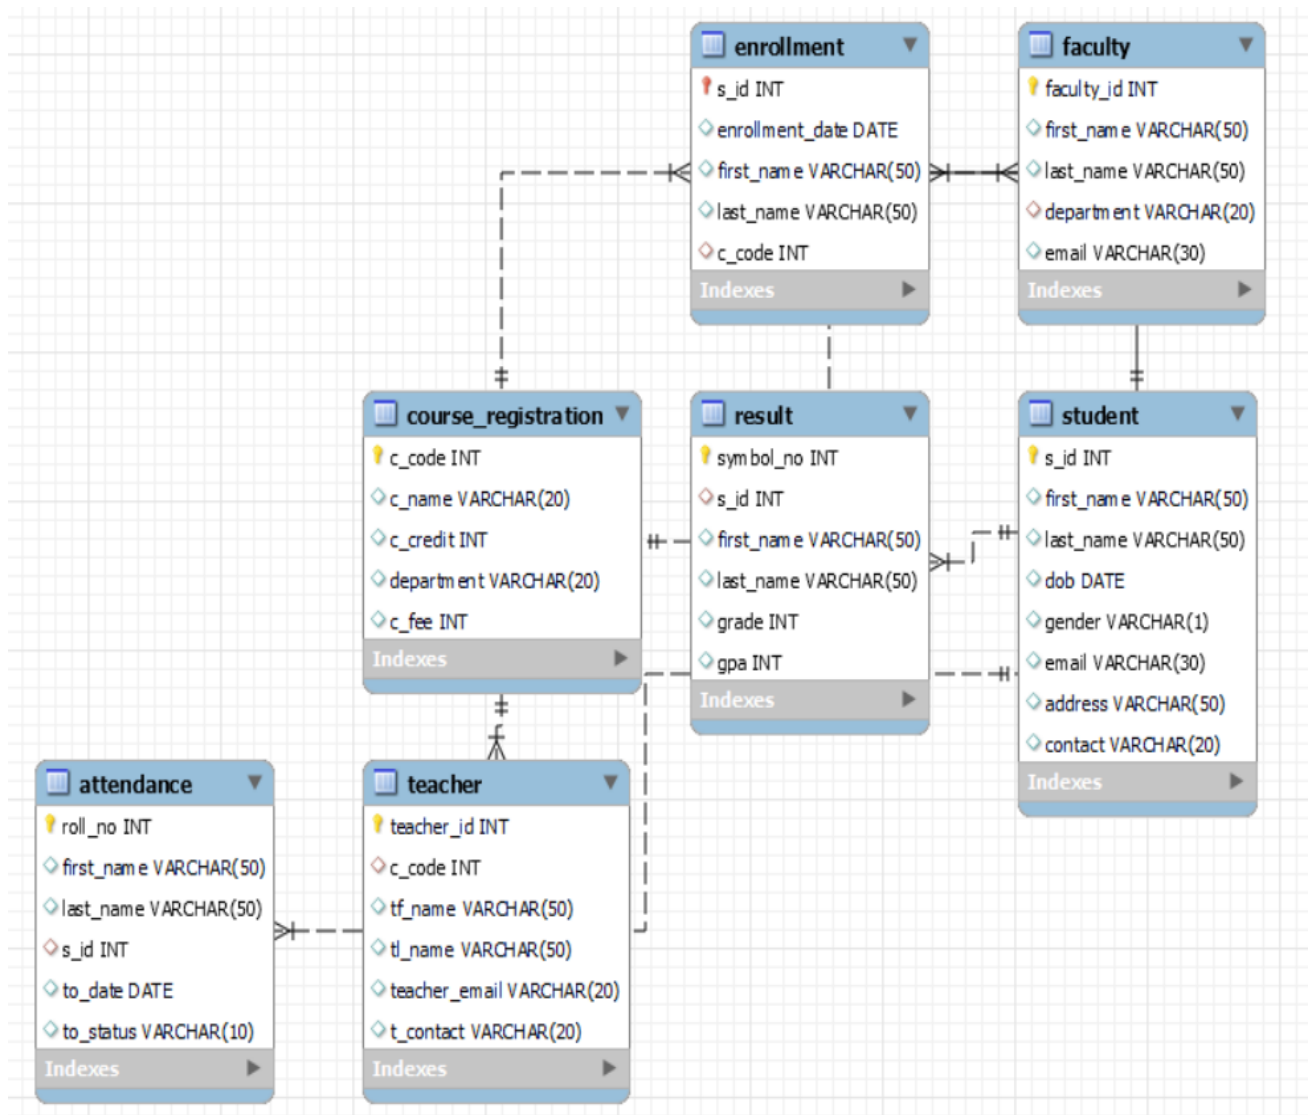 enrollment
s_id INT
enrollment_date DATE
first_name VARCHAR(50)
last_name VARCHAR(50)
c_code INT
Indexes
faculty
faculty_id INT
first_name VARCHAR(50)
last_name VARCHAR(50)
department VARCHAR(20)
email VARCHAR(30)
Indexes
course_registration
c_code INT
c_name VARCHAR(20)
c_credit INT
department VARCHAR(20)
c_fee INT
Indexes
result
symbol_no INT
s_id INT
first_name VARCHAR(50)
last_name VARCHAR(50)
grade INT
gpa INT
Indexes
student
s_id INT
first_name VARCHAR(50)
last_name VARCHAR(50)
dob DATE
gender VARCHAR(1)
email VARCHAR(30)
address VARCHAR(50)
contact VARCHAR(20)
Indexes
attendance
roll_no INT
first_name VARCHAR(50)
last_name VARCHAR(50)
s_id INT
to_date DATE
to_status VARCHAR(10)
Indexes
teacher
teacher_id INT
c_code INT
tf_name VARCHAR(50)
tl_name VARCHAR(50)
teacher_email VARCHAR(20)
t_contact VARCHAR(20)
Indexes